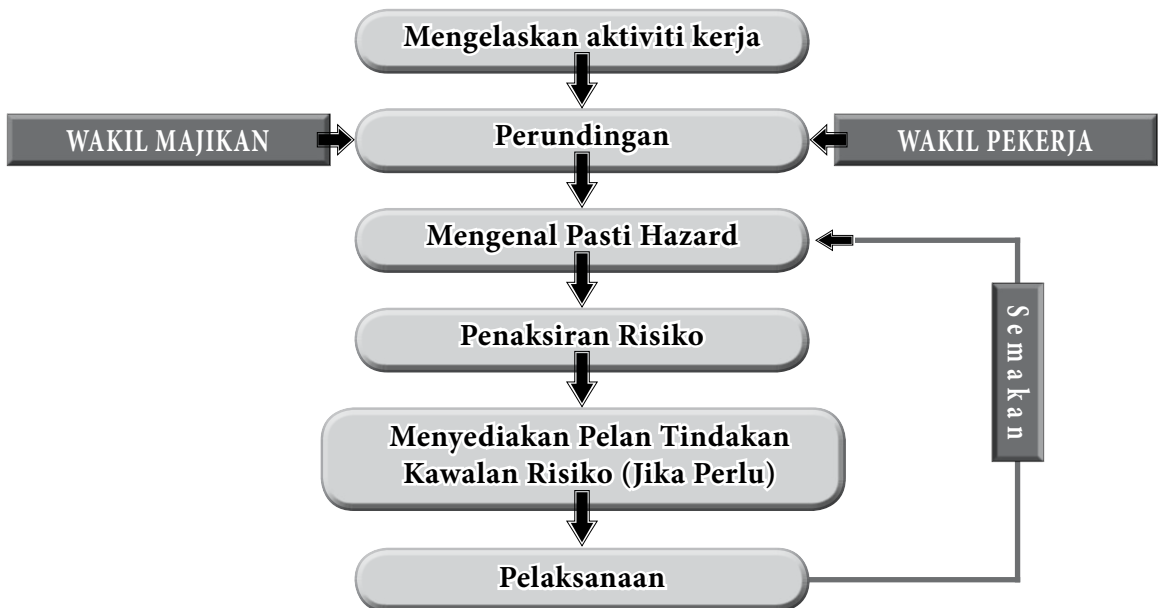 Mengelaskan aktiviti kerja
WAKIL MAJIKAN
Perundingan
WAKIL PEKERJA
Mengenal Pasti Hazard
Penaksiran Risiko
Semakan
Menyediakan Pelan Tindakan
Kawalan Risiko (Jika Perlu)
Pelaksanaan